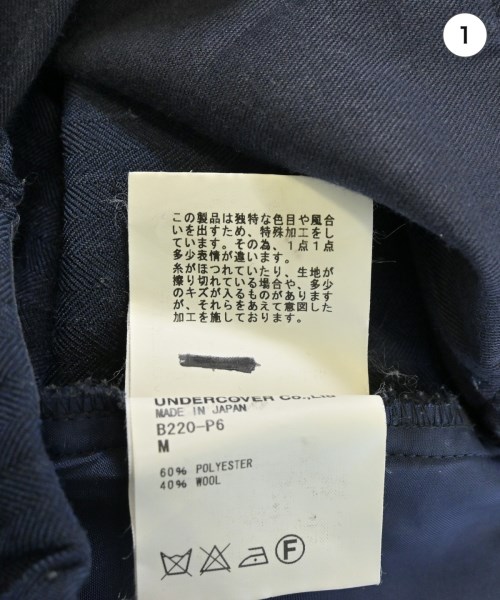 1
この製品は独特な色目や風合
いを出すため、特殊加工をし
ています。その為、1点1点
多少表情が違います。
糸がほつれていたり、生地が
擦り切れている場合や、多少
のキズが入るものがあります
が、それらをあえて意図した
加工を施しております。
UNDERCOVER Co.,Ltd
MADE IN JAPAN
B220-P6
M
60% POLYESTER
40% WOOL
F